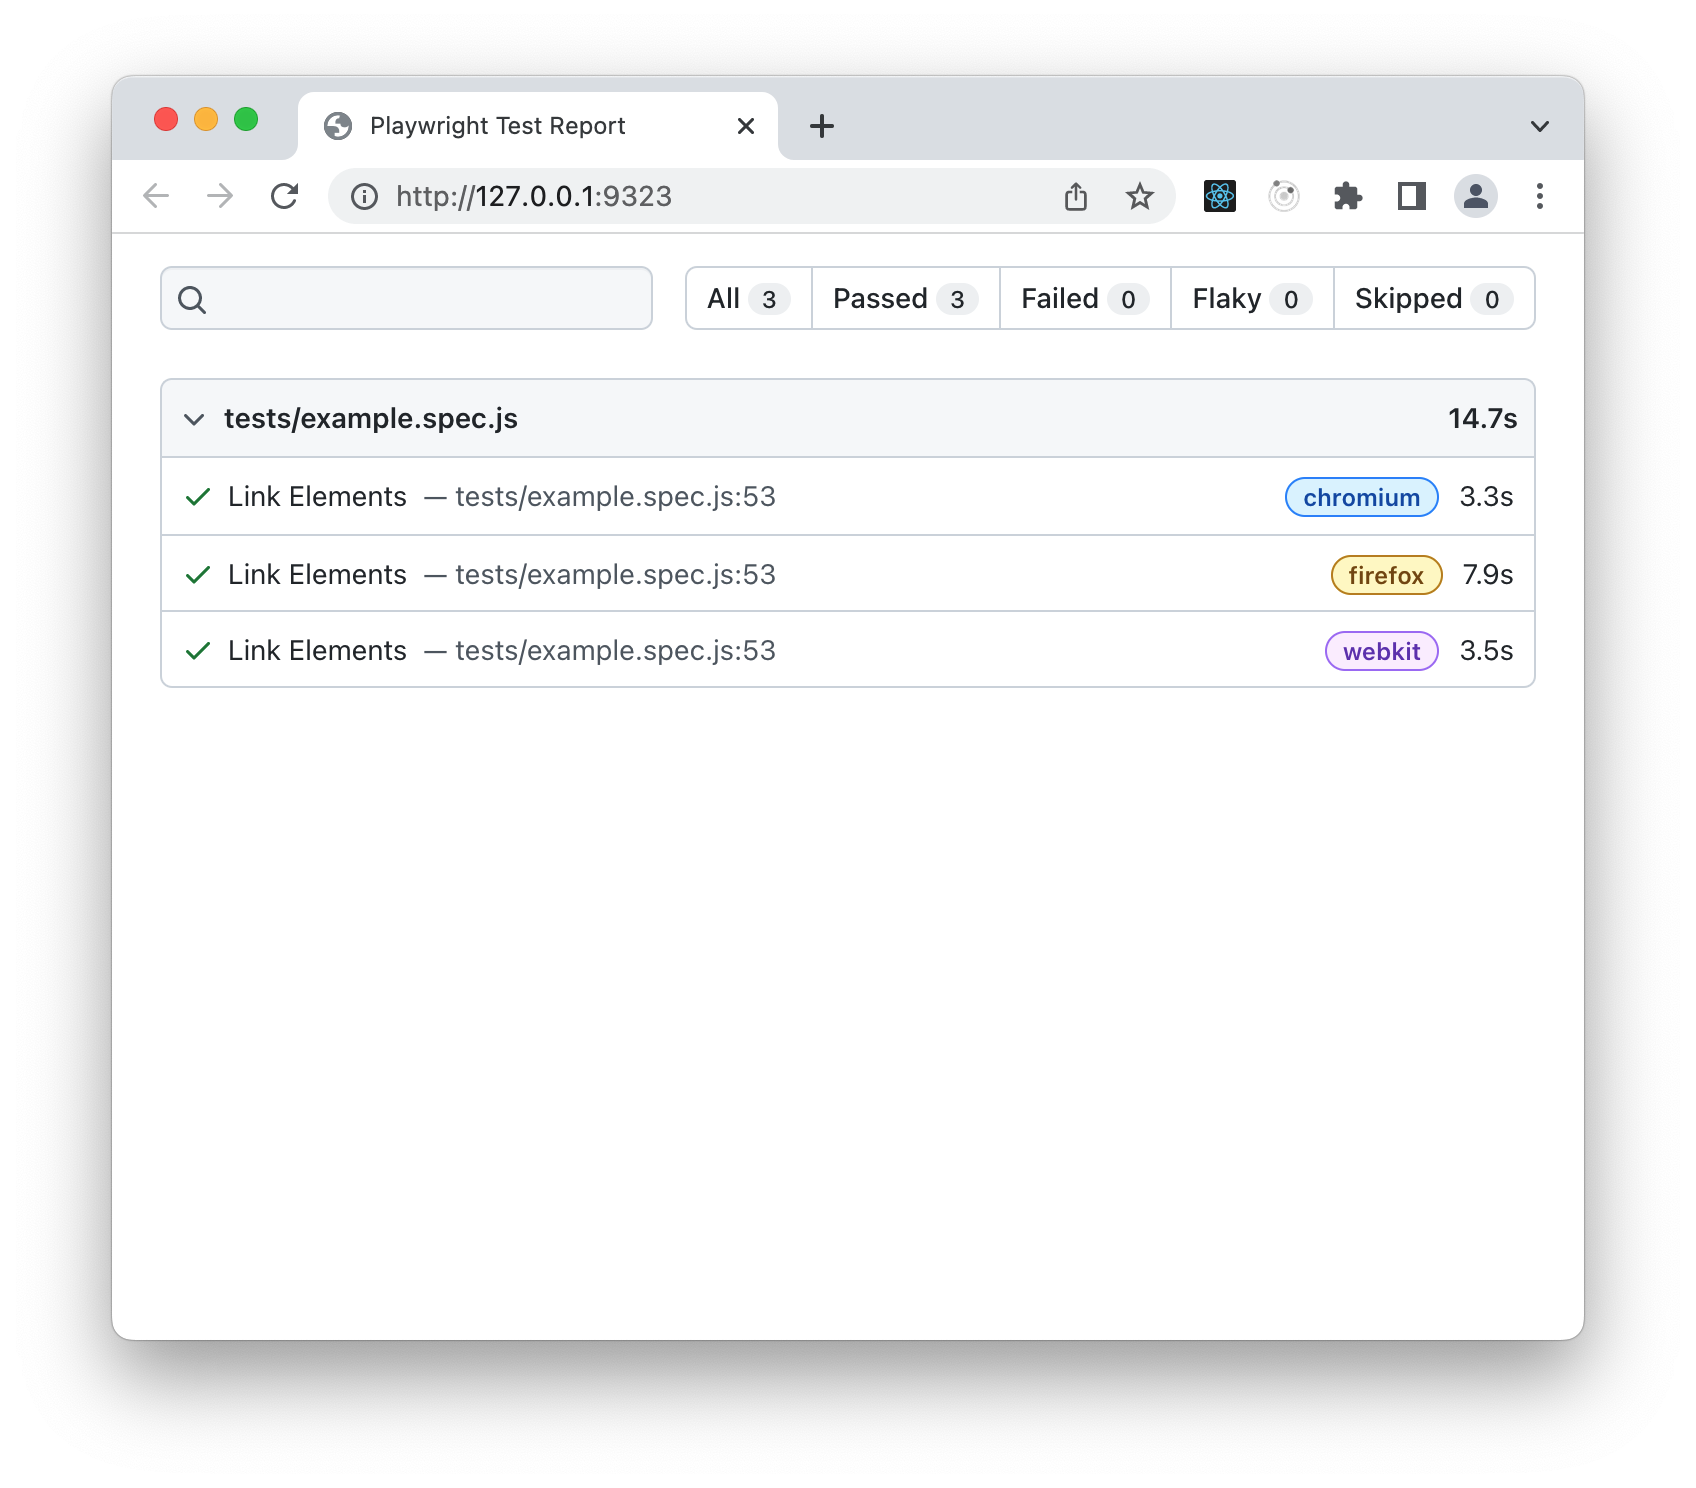 Playwright Test Report
http://127.0.0.1:9323
All 3 Passed 3 Failed 0 Flaky 0 Skipped 0
tests/example.spec.js 14.7s
Link Elements — tests/example.spec.js:53 chromium 3.3s
Link Elements — tests/example.spec.js:53 firefox 7.9s
Link Elements — tests/example.spec.js:53 webkit 3.5s